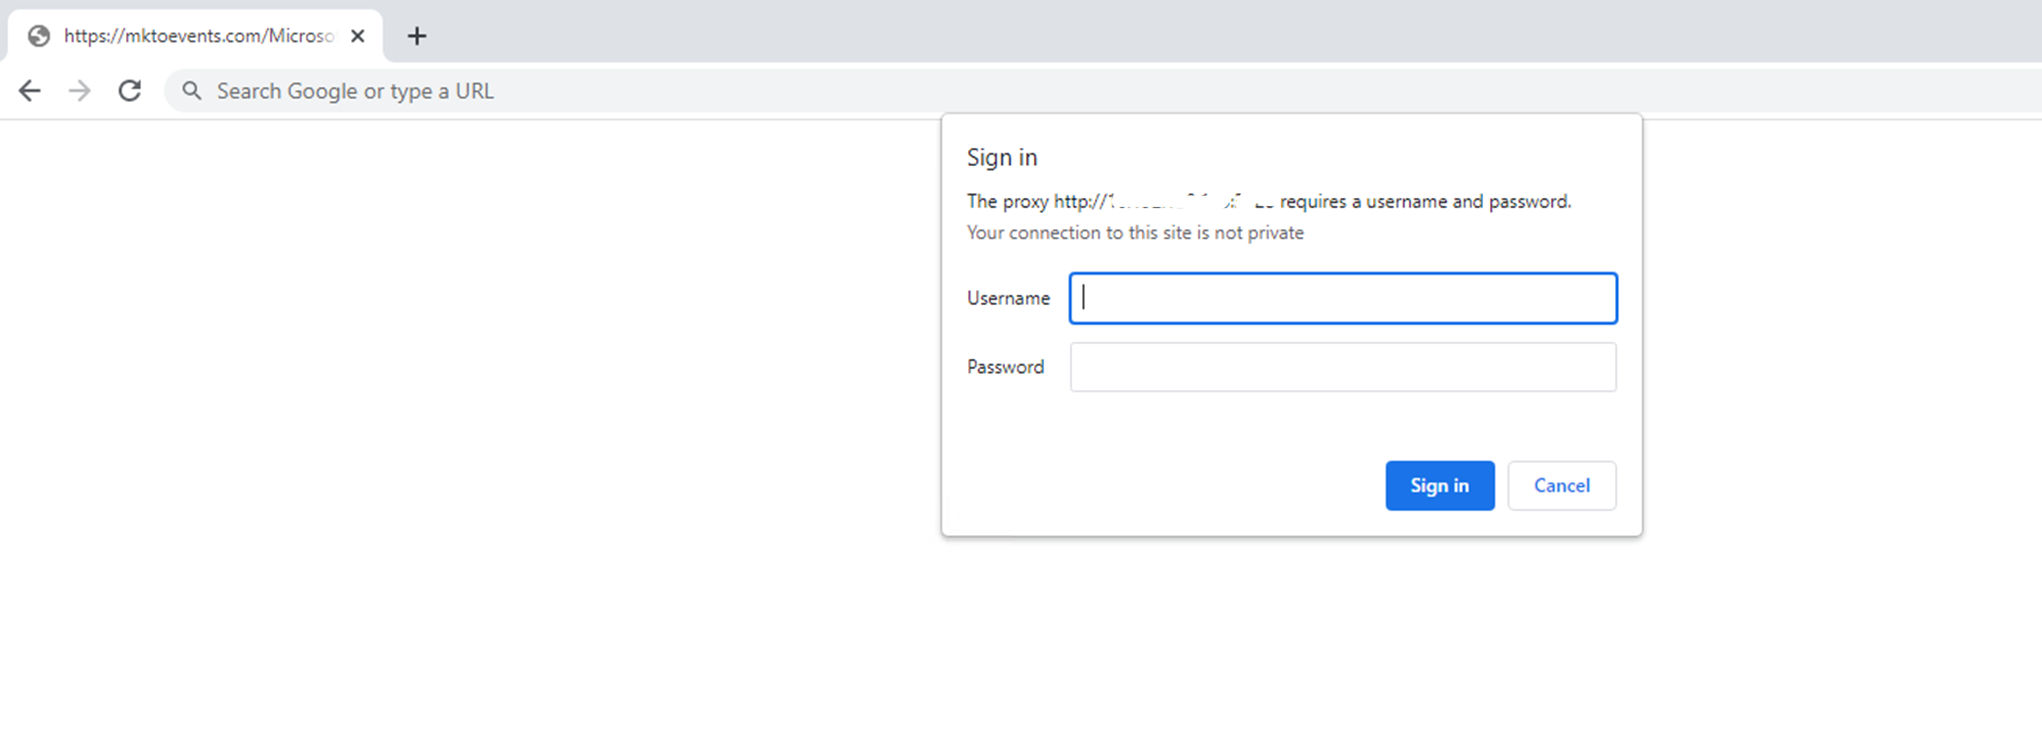 https://mktoevents.com/Microso
Search Google or type a URL
Sign in
The proxy http:// requires a username and password.
Your connection to this site is not private
Username
Password
Sign in
Cancel